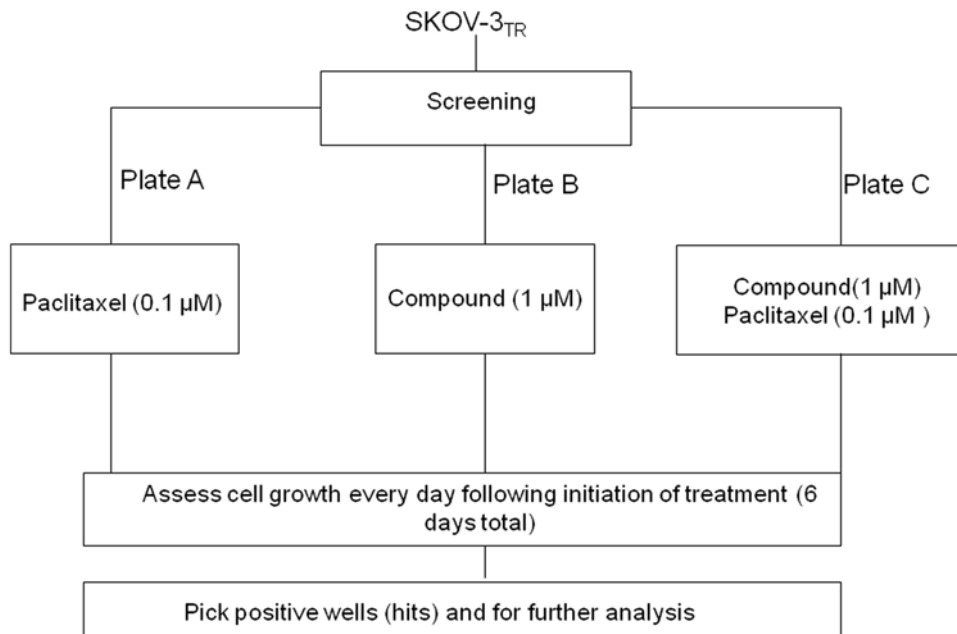 SKOV-3TR
Screening
Plate A
Plate B
Plate C
Paclitaxel (0.1 µM)
Compound (1 µM)
Compound(1 µM)
Paclitaxel (0.1 µM )
Assess cell growth every day following initiation of treatment (6
days total)
Pick positive wells (hits) and for further analysis